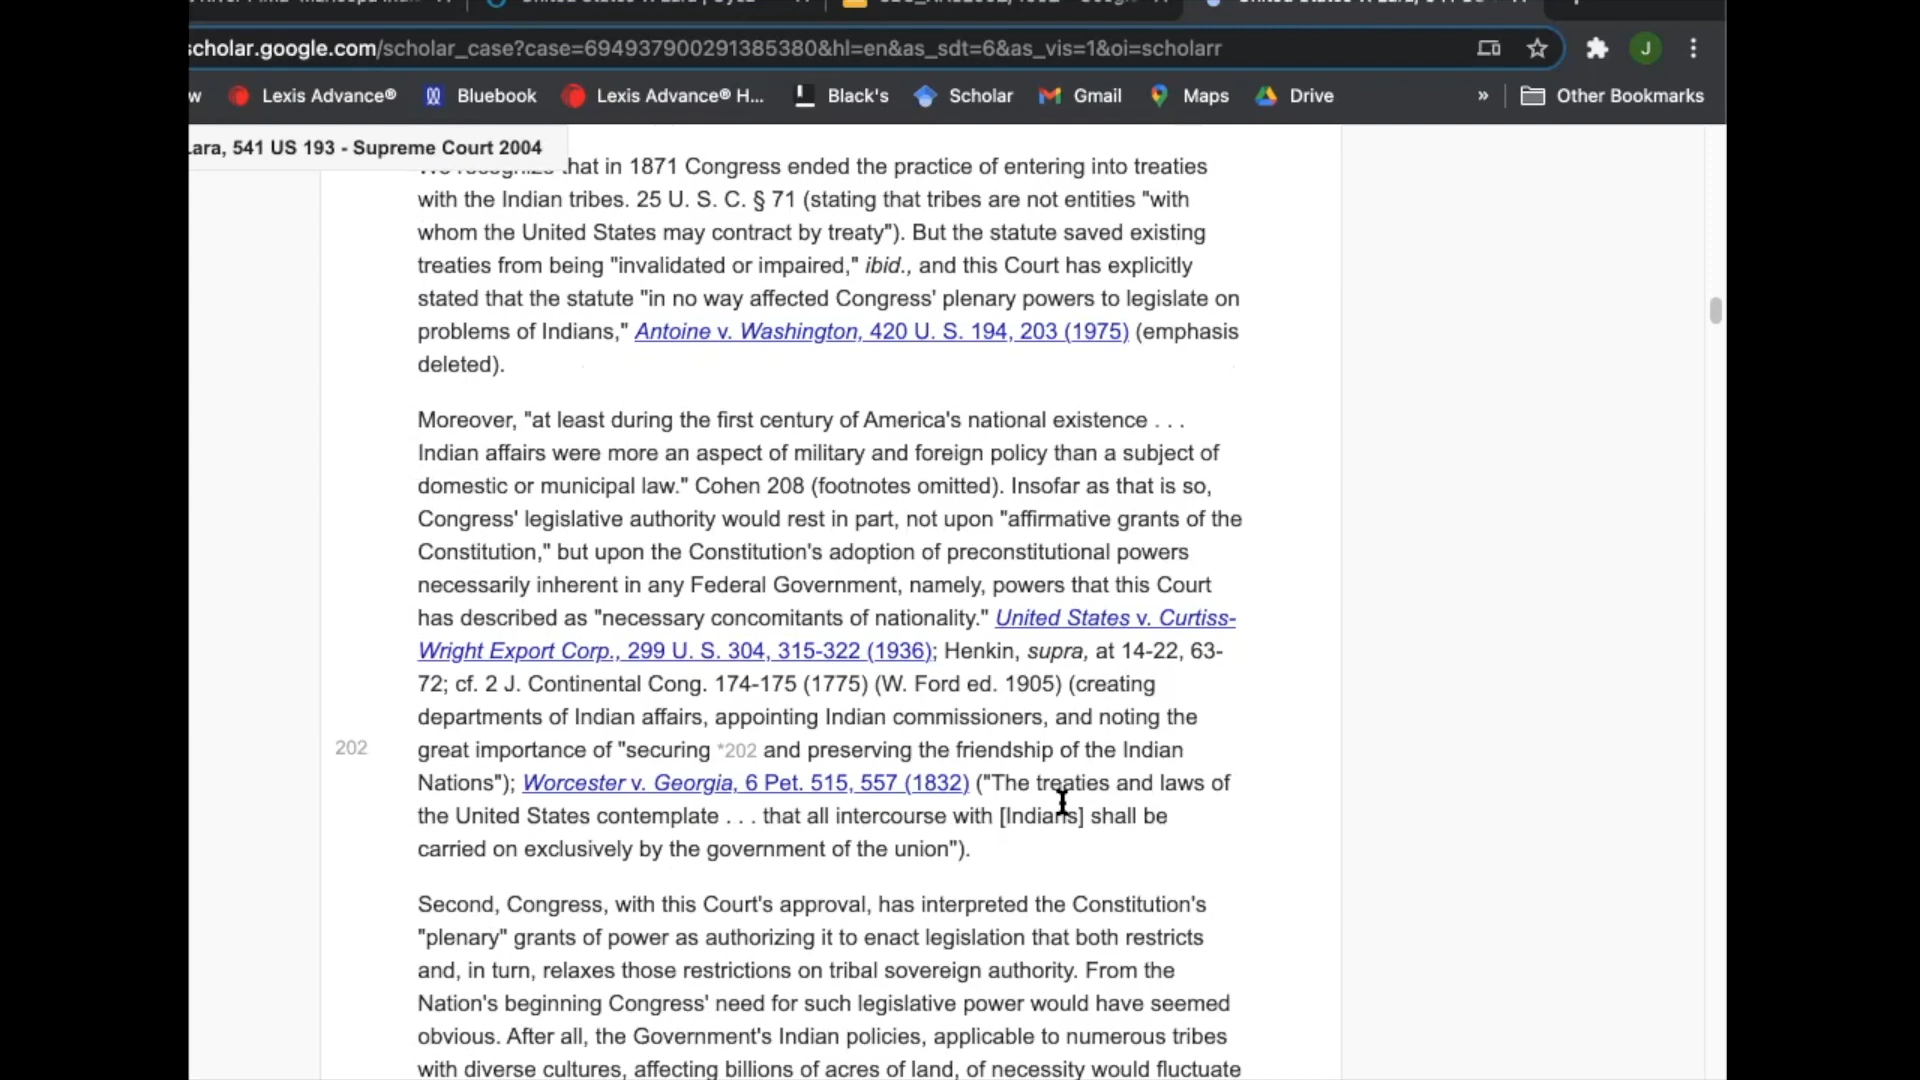 scholar.google.com/scholar_case?case=694937900291385380&hl=en&as_sdt=6&as_vis=1&oi=scholarr
J
w Lexis Advance® Bluebook Lexis Advance® H... Black's Scholar Gmail Maps Drive » Other Bookmarks
Lara, 541 US 193 - Supreme Court 2004
We recognize that in 1871 Congress ended the practice of entering into treaties
with the Indian tribes. 25 U. S. C. § 71 (stating that tribes are not entities "with
whom the United States may contract by treaty"). But the statute saved existing
treaties from being "invalidated or impaired," ibid., and this Court has explicitly
stated that the statute "in no way affected Congress' plenary powers to legislate on
problems of Indians," Antoine v. Washington, 420 U. S. 194, 203 (1975) (emphasis
deleted).
Moreover, "at least during the first century of America's national existence . . .
Indian affairs were more an aspect of military and foreign policy than a subject of
domestic or municipal law." Cohen 208 (footnotes omitted). Insofar as that is so,
Congress' legislative authority would rest in part, not upon "affirmative grants of the
Constitution," but upon the Constitution's adoption of preconstitutional powers
necessarily inherent in any Federal Government, namely, powers that this Court
has described as "necessary concomitants of nationality." United States v. Curtiss-
Wright Export Corp., 299 U. S. 304, 315-322 (1936); Henkin, supra, at 14-22, 63-
72; cf. 2 J. Continental Cong. 174-175 (1775) (W. Ford ed. 1905) (creating
departments of Indian affairs, appointing Indian commissioners, and noting the
202 great importance of "securing *202 and preserving the friendship of the Indian
Nations"); Worcester v. Georgia, 6 Pet. 515, 557 (1832) ("The treaties and laws of
the United States contemplate . . . that all intercourse with [Indians] shall be
carried on exclusively by the government of the union").
Second, Congress, with this Court's approval, has interpreted the Constitution's
"plenary" grants of power as authorizing it to enact legislation that both restricts
and, in turn, relaxes those restrictions on tribal sovereign authority. From the
Nation's beginning Congress' need for such legislative power would have seemed
obvious. After all, the Government's Indian policies, applicable to numerous tribes
with diverse cultures, affecting billions of acres of land, of necessity would fluctuate